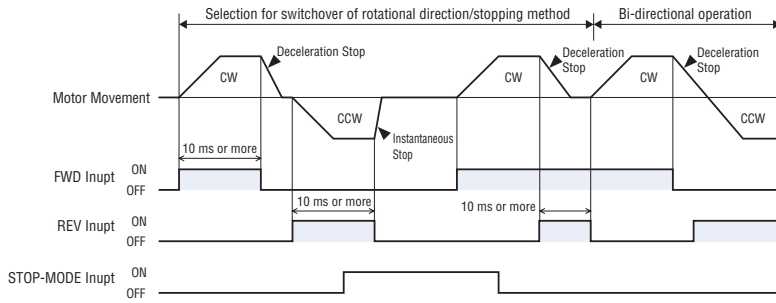 Selection for switchover of rotational direction/stopping method
Bi-directional operation
Deceleration Stop
Deceleration
Stop
Deceleration
Stop
CW
CW
CW
Motor Movement
CCW
CCW
Instantaneous
Stop
10 ms or more
FWD Inupt
ON
OFF
10 ms or more
10 ms or more
REV Inupt
ON
OFF
STOP-MODE Inupt
ON
OFF